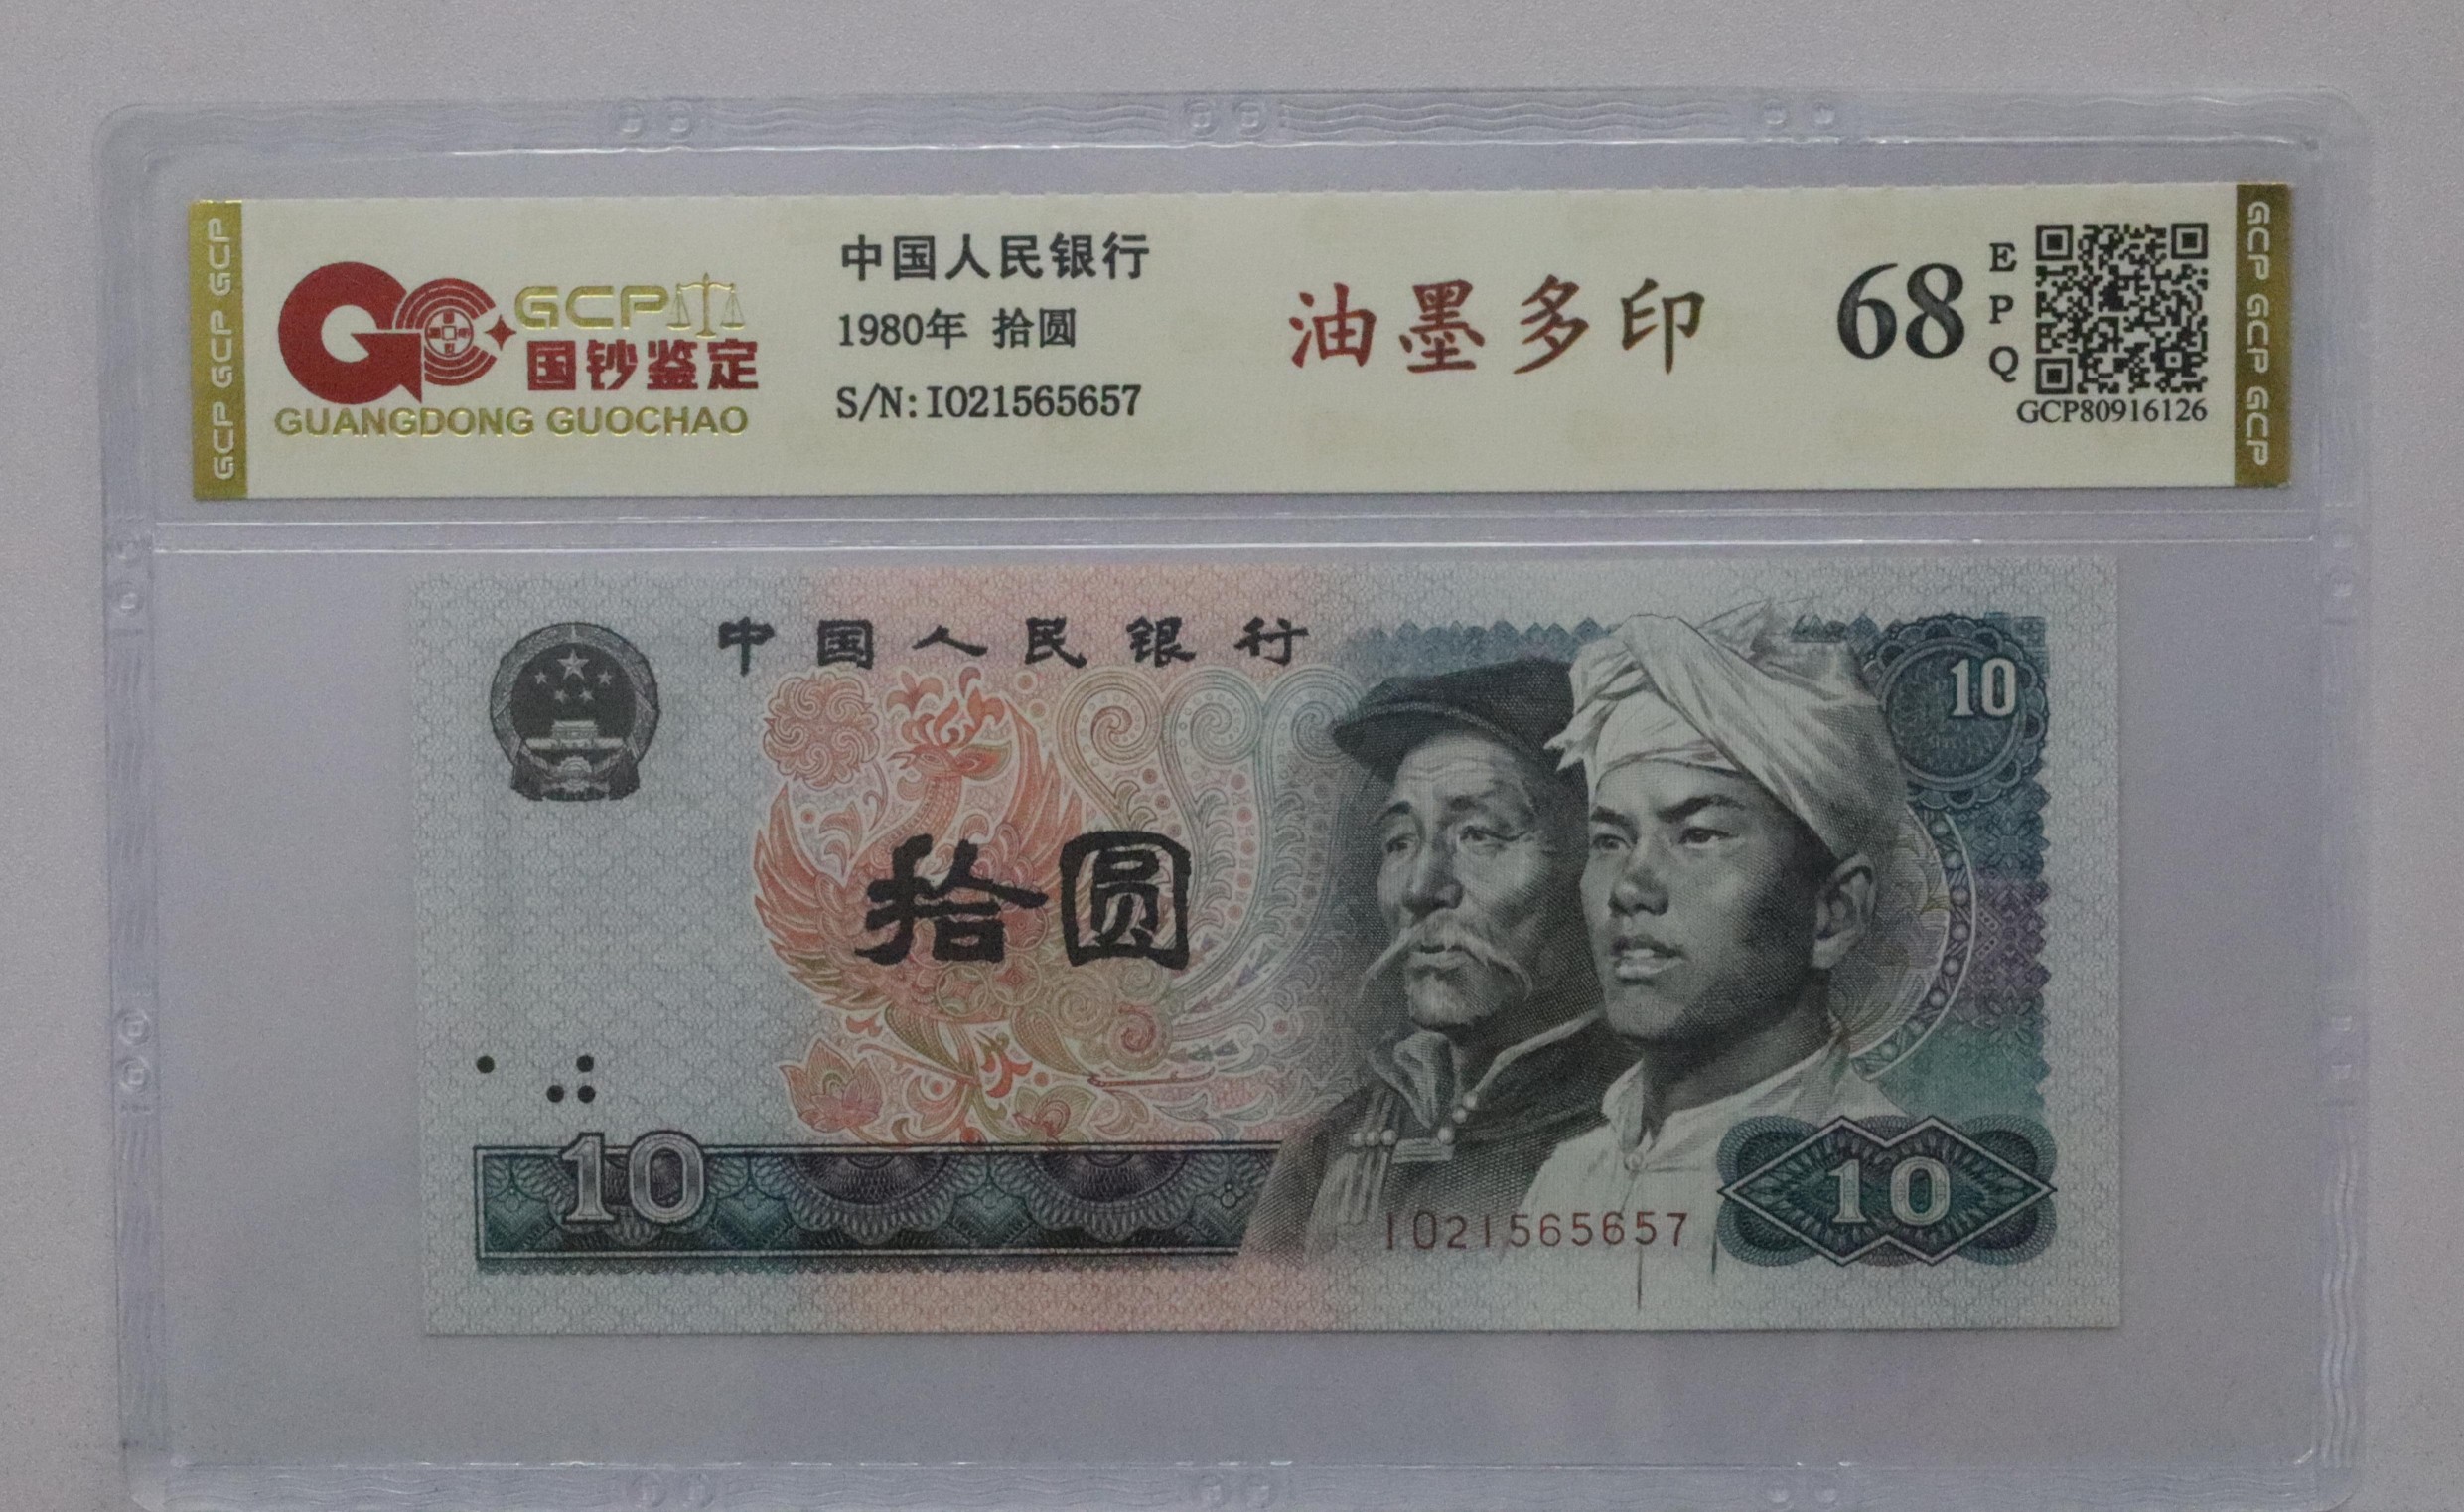 GCP GCP GCP
GCP
国钞鉴定
GUANGDONG GUOCHAO
中国人民银行
1980年 拾圆
S/N:IO21565657
油墨多印
68
EPQ
GCP80916126
GCP GCP GCP
中国人民银行
10
拾圆
10
IO21565657
10